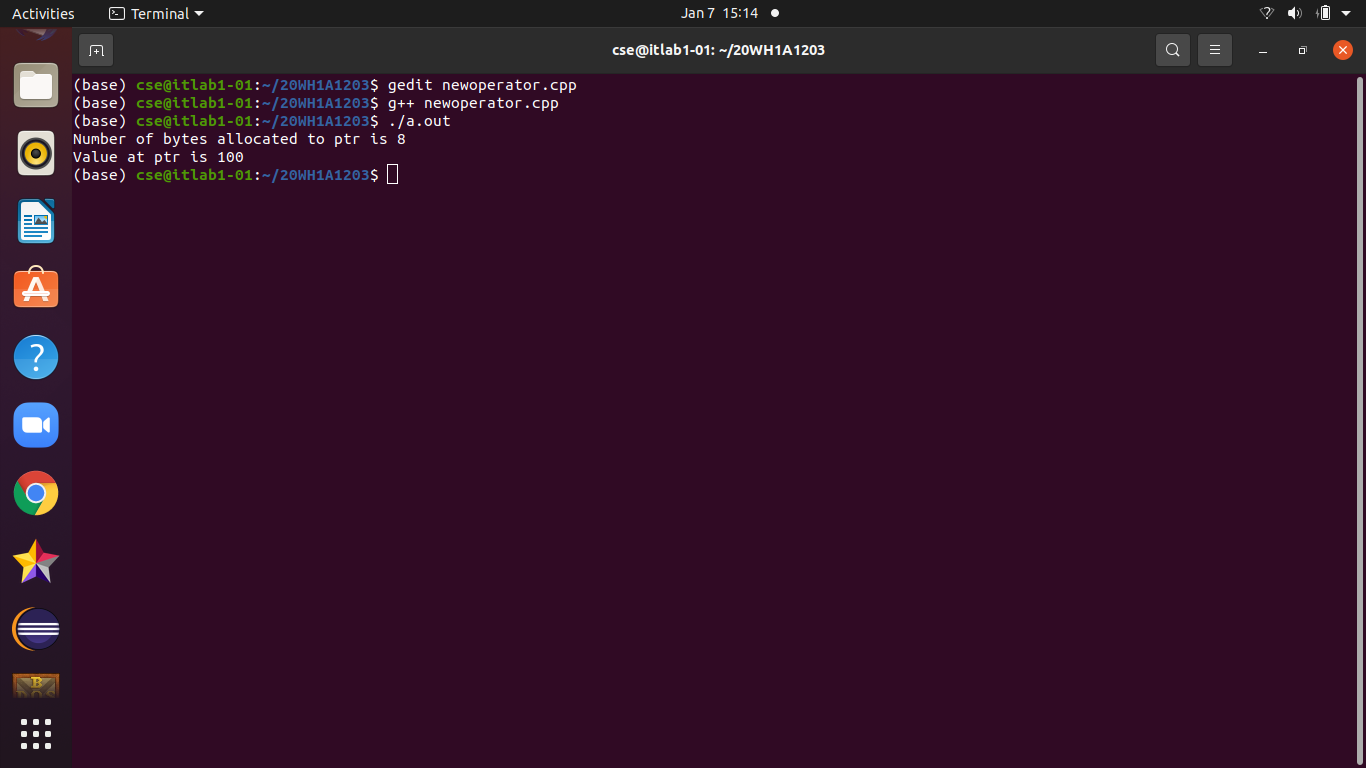 Activities Terminal Jan 7 15:14
cse@itlab1-01: ~/20WH1A1203
(base) cse@itlab1-01:~/20WH1A1203$ gedit newoperator.cpp
(base) cse@itlab1-01:~/20WH1A1203$ g++ newoperator.cpp
(base) cse@itlab1-01:~/20WH1A1203$ ./a.out
Number of bytes allocated to ptr is 8
Value at ptr is 100
(base) cse@itlab1-01:~/20WH1A1203$
B
DOS